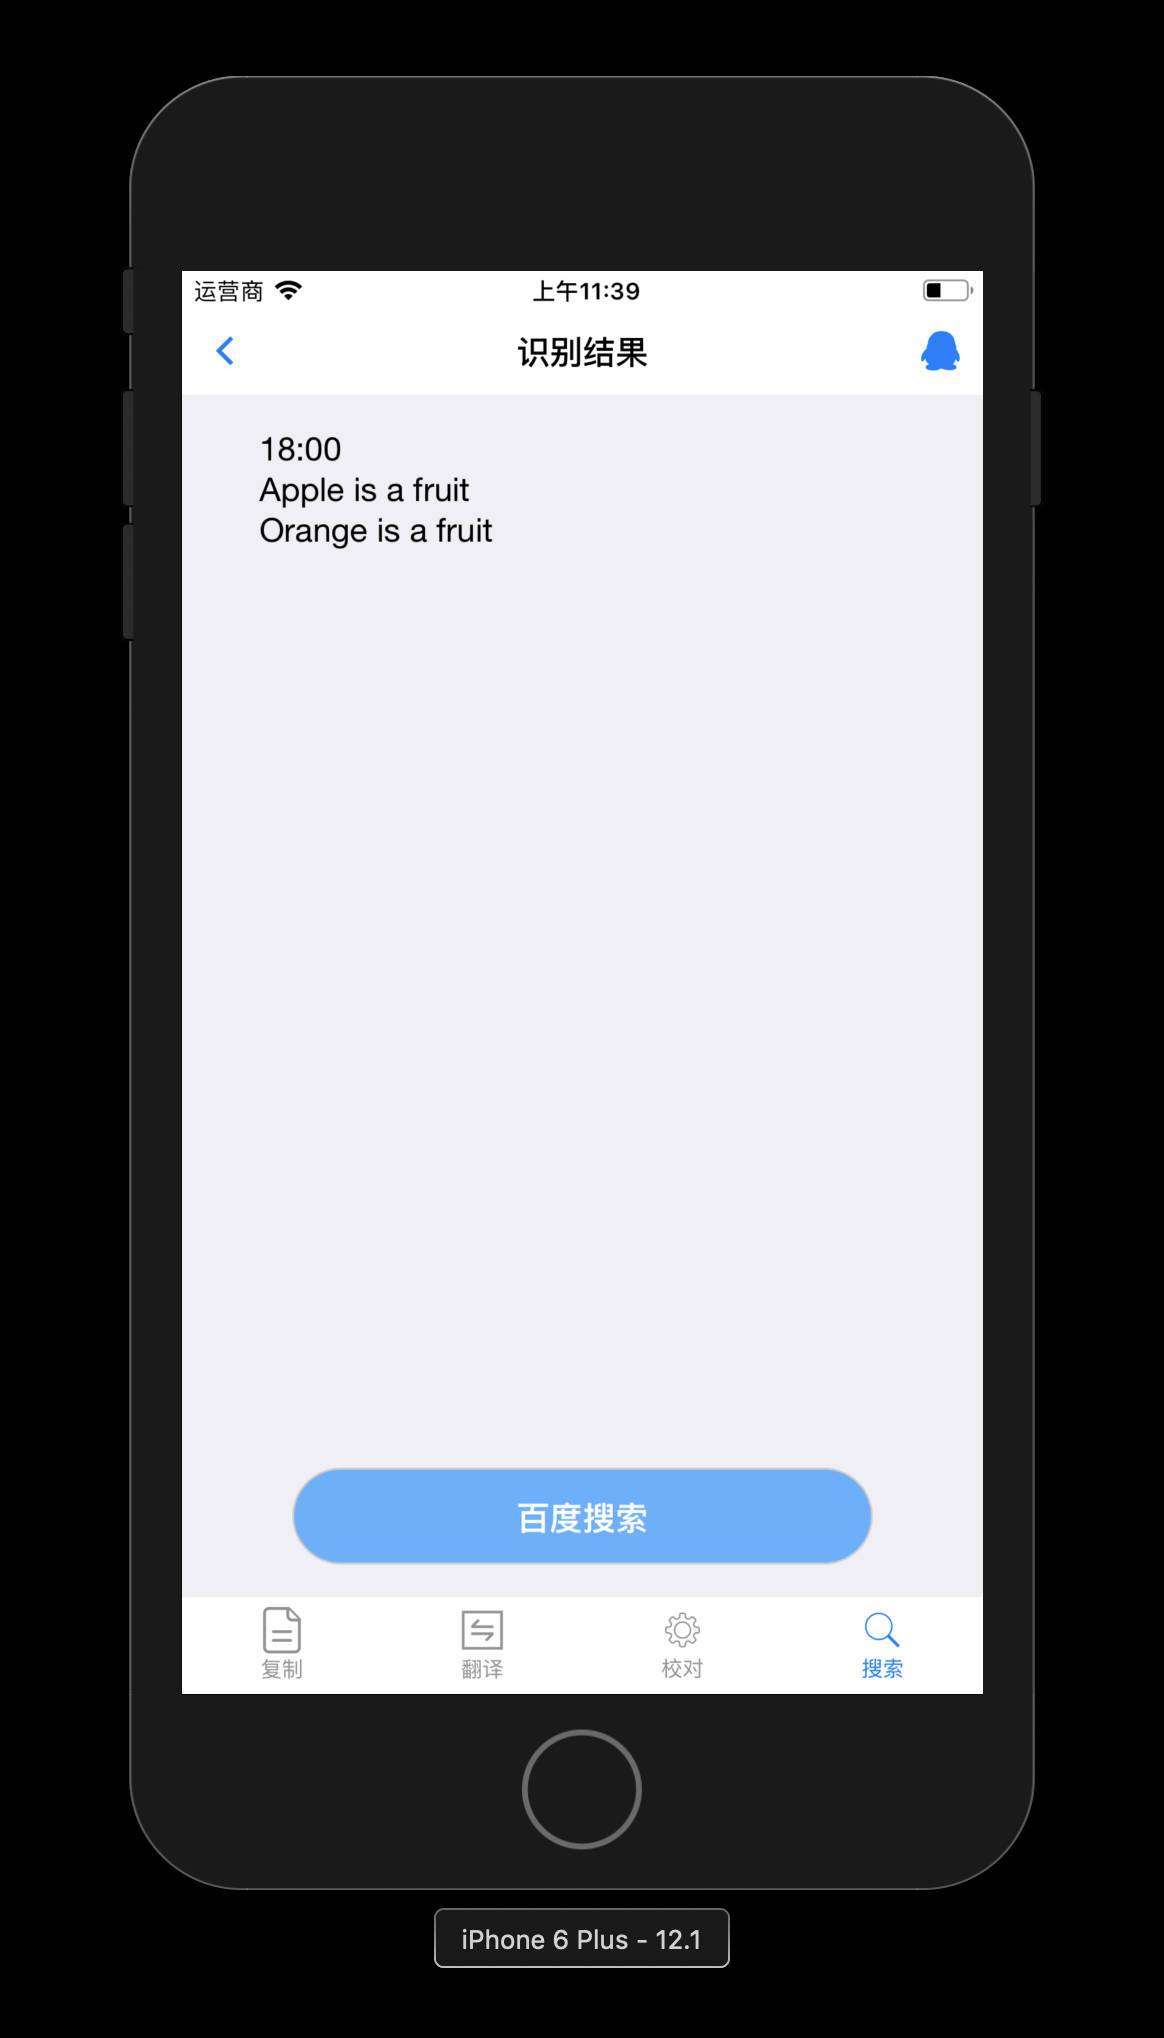 运营商
上午11:39
识别结果
18:00
Apple is a fruit
Orange is a fruit
百度搜索
复制
翻译
校对
搜索
iPhone 6 Plus - 12.1